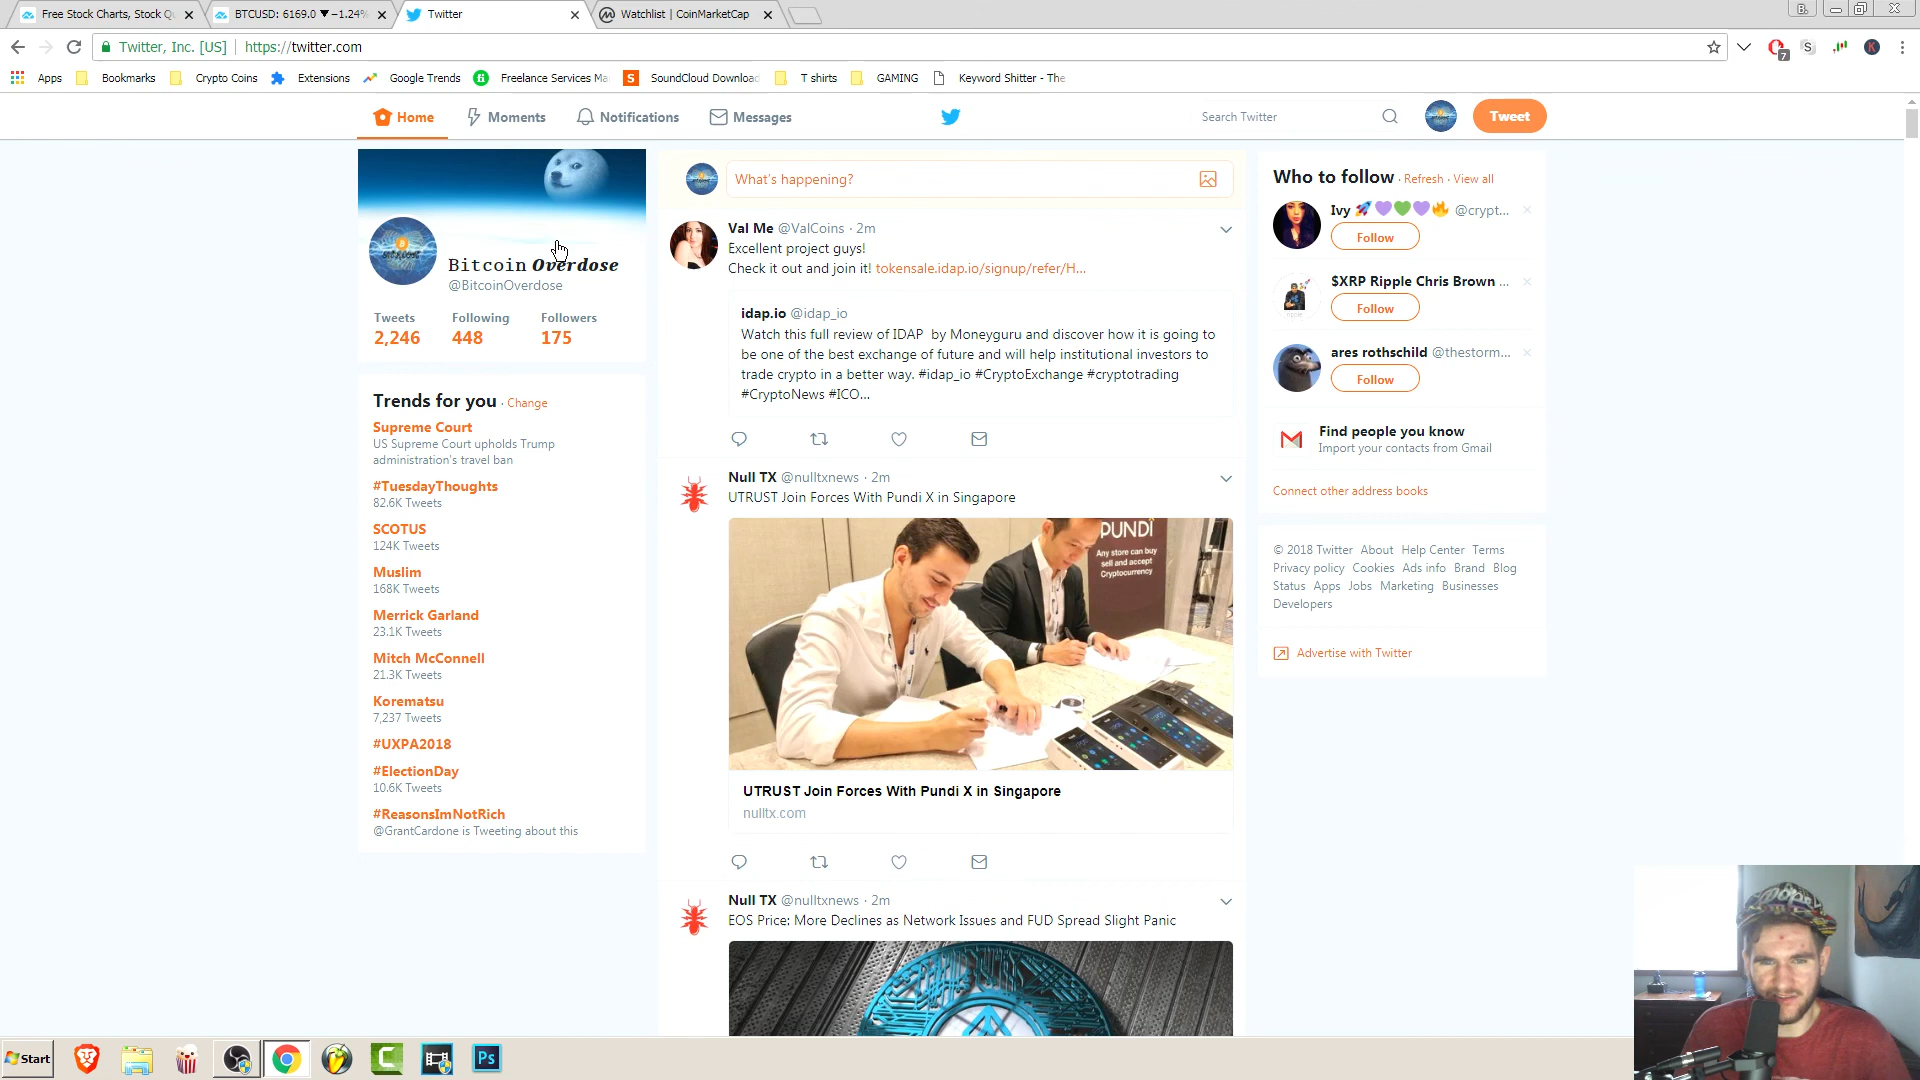 Free Stock Charts, Stock Q
BTCUSD: 6169.0 ▼ −1.24%
Twitter
Watchlist | CoinMarketCap
Twitter, Inc. [US]
https://twitter.com
Apps
Bookmarks
Crypto Coins
Extensions
Google Trends
Freelance Services Ma
SoundCloud Download
T shirts
GAMING
Keyword Shitter - The
Home
Moments
Notifications
Messages
Search Twitter
Tweet
Bitcoin Overdose
@BitcoinOverdose
Tweets Following Followers
2,246 448 175
Trends for you · Change
Supreme Court
US Supreme Court upholds Trump
administration's travel ban
#TuesdayThoughts
82.6K Tweets
SCOTUS
124K Tweets
Muslim
168K Tweets
Merrick Garland
23.1K Tweets
Mitch McConnell
21.3K Tweets
Korematsu
7,237 Tweets
#UXPA2018
#ElectionDay
10.6K Tweets
#ReasonsImNotRich
@GrantCardone is Tweeting about this
What's happening?
Val Me @ValCoins · 2m
Excellent project guys!
Check it out and join it! tokensale.idap.io/signup/refer/H...
idap.io @idap_io
Watch this full review of IDAP by Moneyguru and discover how it is going to
be one of the best exchange of future and will help institutional investors to
trade crypto in a better way. #idap_io #CryptoExchange #cryptotrading
#CryptoNews #ICO...
Null TX @nulltxnews · 2m
UTRUST Join Forces With Pundi X in Singapore
PUNDI
Any store can buy
sell and accept
Cryptocurrency
UTRUST Join Forces With Pundi X in Singapore
nulltx.com
Null TX @nulltxnews · 2m
EOS Price: More Declines as Network Issues and FUD Spread Slight Panic
Who to follow · Refresh · View all
Ivy @crypt...
Follow
$XRP Ripple Chris Brown ...
Follow
ares rothschild @thestorm...
Follow
Find people you know
Import your contacts from Gmail
Connect other address books
© 2018 Twitter About Help Center Terms
Privacy policy Cookies Ads info Brand Blog
Status Apps Jobs Marketing Businesses
Developers
Advertise with Twitter
Start
Ps